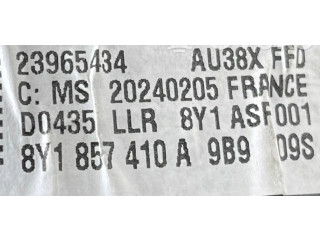 23965434 AU38X FFD
C: MS 20240205 FRANCE
D0435 LLR 8Y1 ASF001
8Y1 857 410 A 9B9 09S